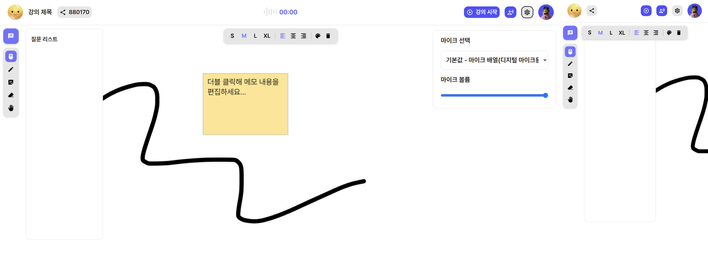 강의 제목
880170
00:00
강의 시작
S M L XL
질문 리스트
더블 클릭해 메모 내용을
편집하세요...
마이크 선택
기본값 - 마이크 배열(디지털 마이크용
마이크 볼륨
S M L XL